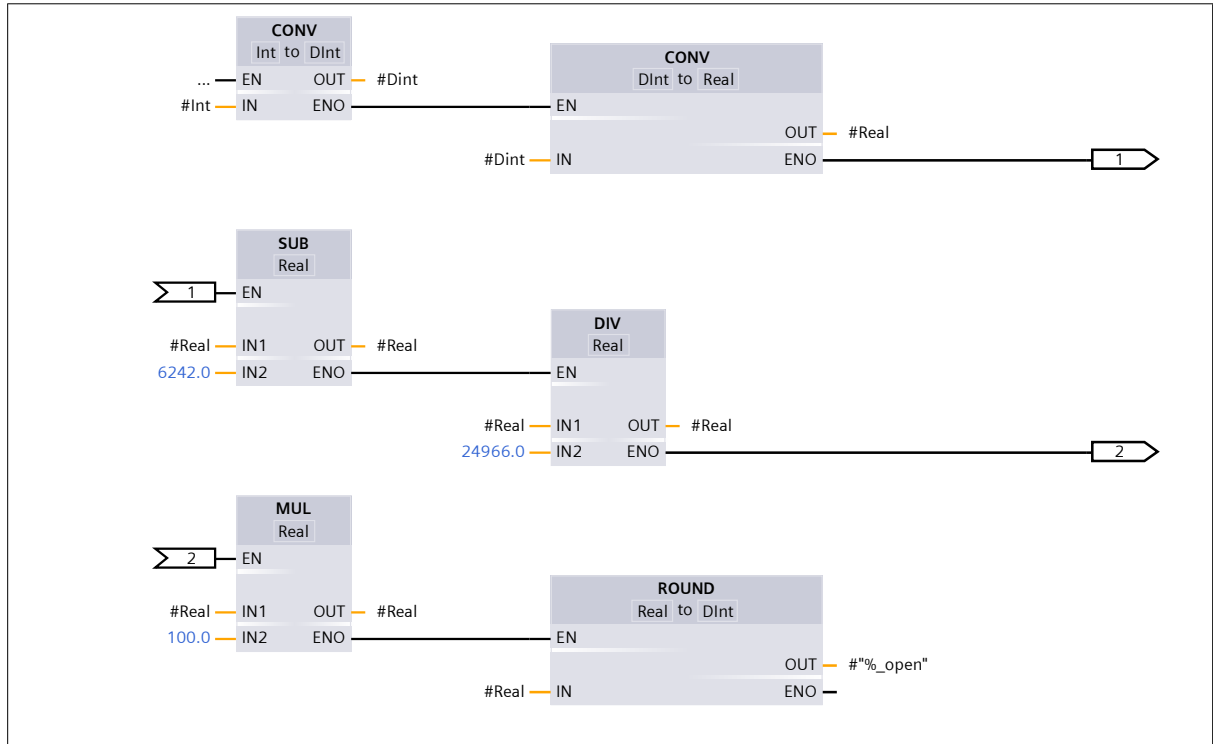 CONV
Int to DInt
... EN OUT #Dint
#Int IN ENO
CONV
DInt to Real
EN
OUT #Real
#Dint IN ENO 1
SUB
Real
1 EN
#Real IN1 OUT #Real
6242.0 IN2 ENO
DIV
Real
EN
#Real IN1 OUT #Real
24966.0 IN2 ENO 2
MUL
Real
2 EN
#Real IN1 OUT #Real
100.0 IN2 ENO
ROUND
Real to DInt
EN
OUT #"%_open"
#Real IN ENO